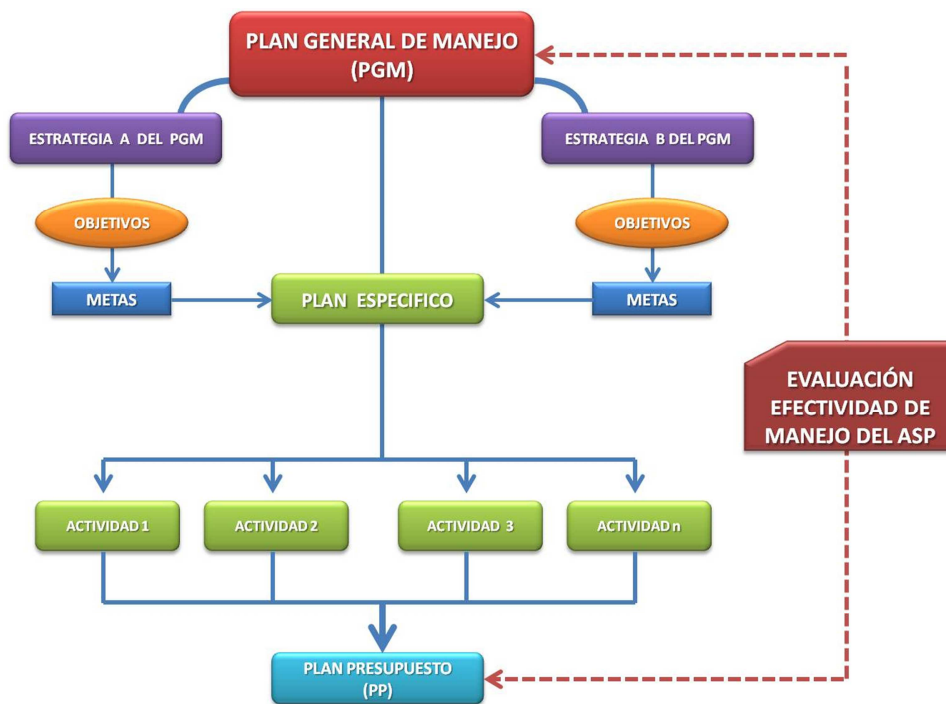 PLAN GENERAL DE MANEJO
(PGM)
ESTRATEGIA A DEL PGM
ESTRATEGIA B DEL PGM
OBJETIVOS
OBJETIVOS
METAS
PLAN ESPECIFICO
METAS
EVALUACIÓN
EFECTIVIDAD DE
MANEJO DEL ASP
ACTIVIDAD 1
ACTIVIDAD 2
ACTIVIDAD 3
ACTIVIDAD n
PLAN PRESUPUESTO
(PP)